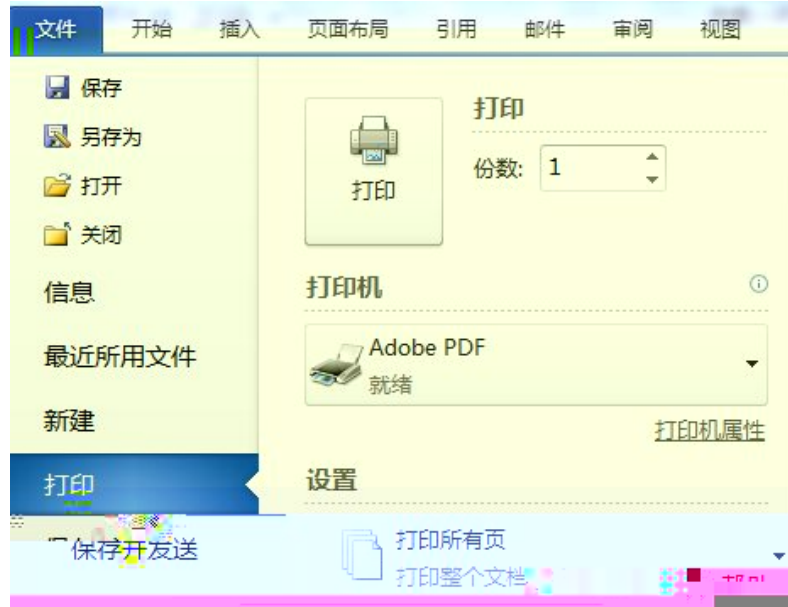 文件 开始 插入 页面布局 引用 邮件 审阅 视图
保存
另存为
打开
关闭
信息
最近所用文件
新建
打印
保存开发送
打印
打印
份数: 1
打印机
Adobe PDF
就绪
打印机属性
设置
打印所有页
打印整个文档